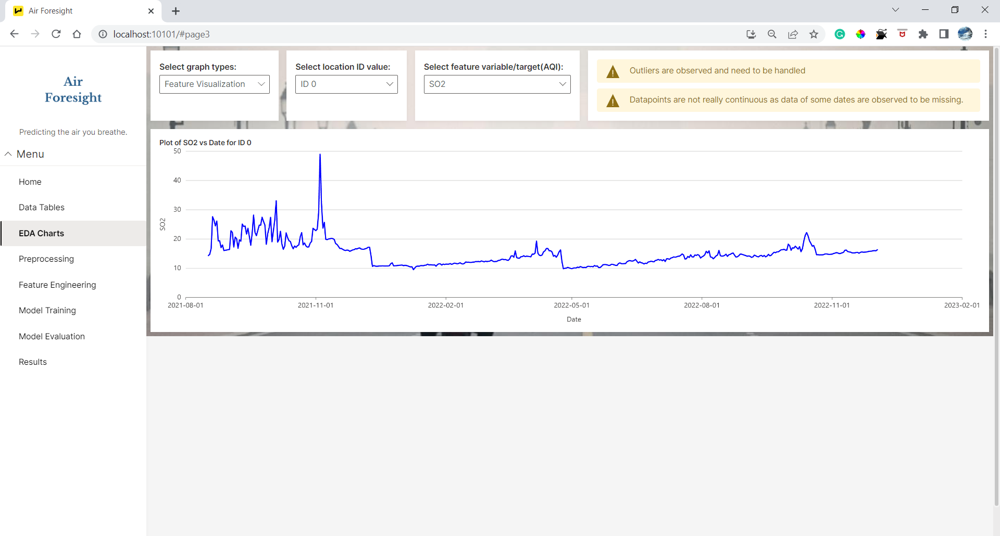 Air Foresight
localhost:10101/#page3
Air
Foresight
Predicting the air you breathe.
Menu
Home
Data Tables
EDA Charts
Preprocessing
Feature Engineering
Model Training
Model Evaluation
Results
Select graph types:
Feature Visualization
Select location ID value:
ID 0
Select feature variable/target(AQI):
SO2
Outliers are observed and need to be handled
Datapoints are not really continuous as data of some dates are observed to be missing.
Plot of SO2 vs Date for ID 0
50
40
30
20
10
0
SO2
2021-08-01 2021-11-01 2022-02-01 2022-05-01 2022-08-01 2022-11-01 2023-02-01
Date